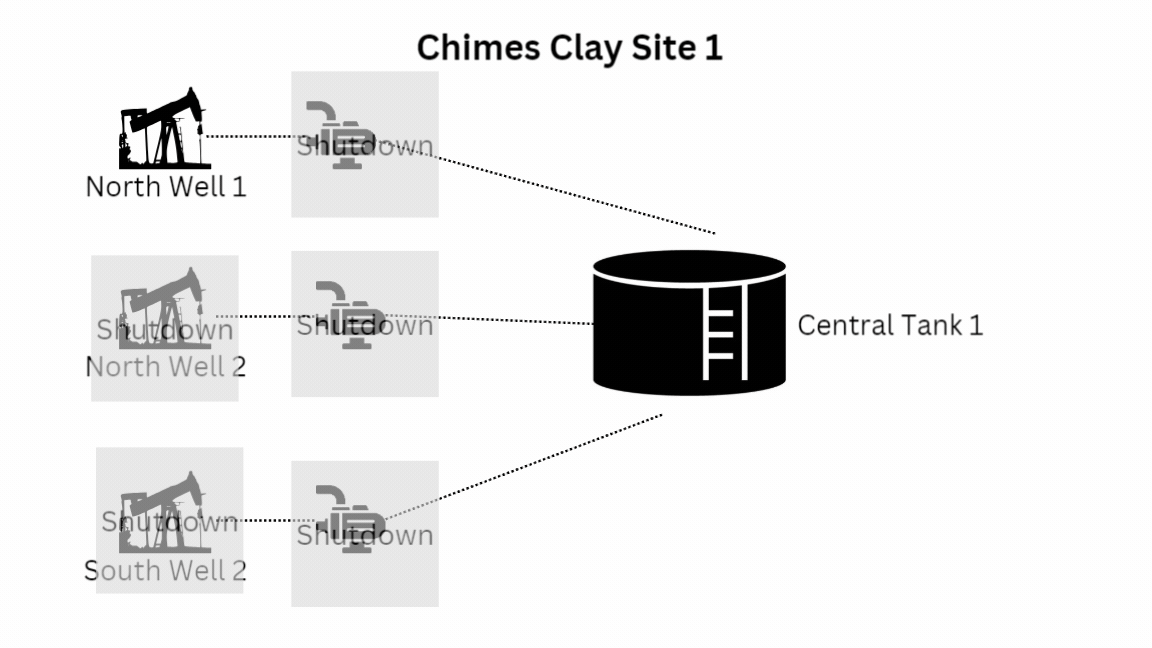 Chimes Clay Site 1
Shutdown
North Well 1
Shutdown
Shutdown
North Well 2
Central Tank 1
Shutdown
Shutdown
South Well 2